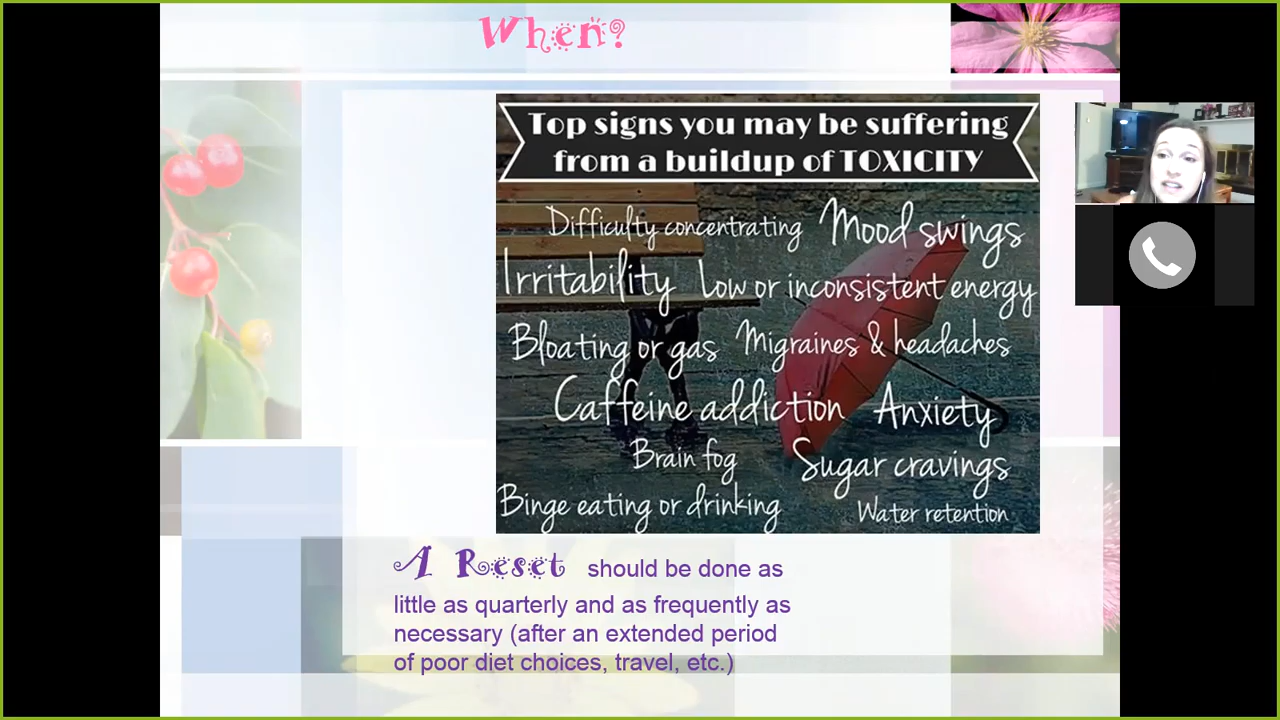 When?
Top signs you may be suffering
from a buildup of TOXICITY
Difficulty concentrating Mood swings
Irritability Low or inconsistent energy
Bloating or gas Migraines & headaches
Caffeine addiction Anxiety
Brain fog Sugar cravings
Binge eating or drinking Water retention
A Reset should be done as
little as quarterly and as frequently as
necessary (after an extended period
of poor diet choices, travel, etc.)